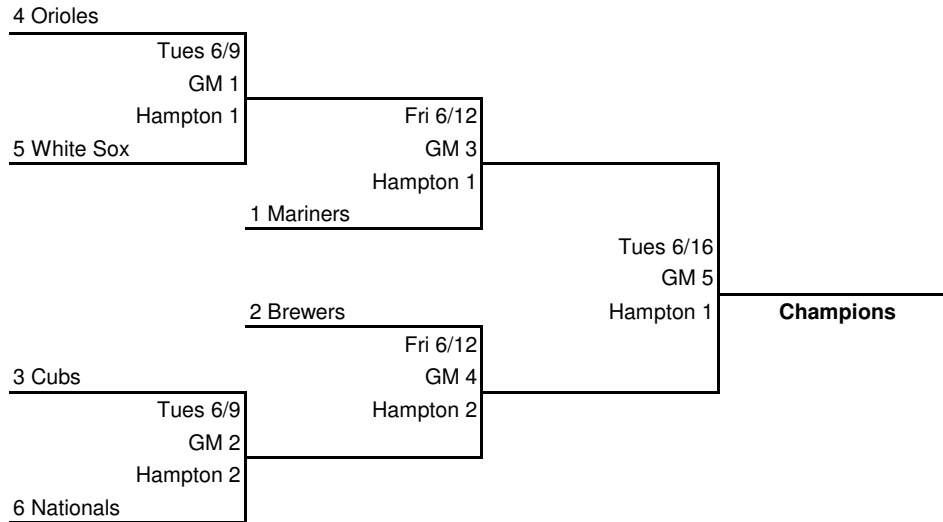 4 Orioles
Tues 6/9
GM 1
Hampton 1
5 White Sox
Fri 6/12
GM 3
Hampton 1
1 Mariners
Tues 6/16
GM 5
Hampton 1
Champions
2 Brewers
Fri 6/12
GM 4
Hampton 2
3 Cubs
Tues 6/9
GM 2
Hampton 2
6 Nationals